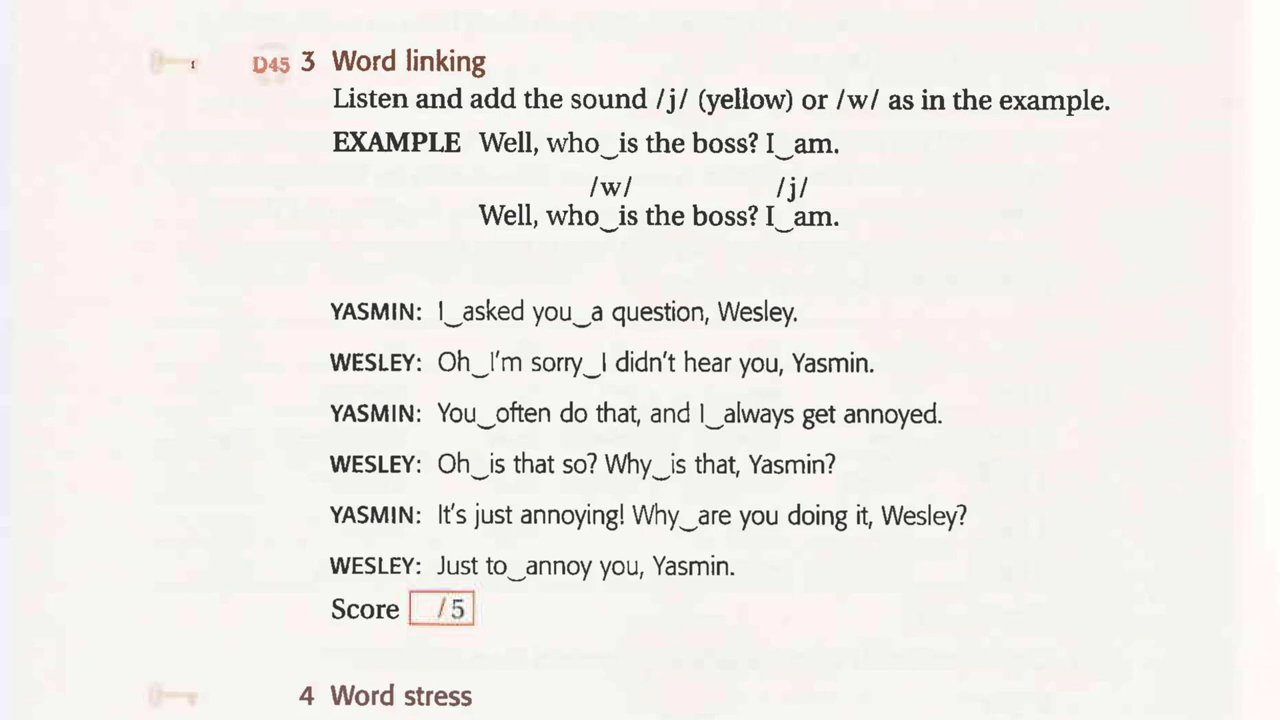 D45 3 Word linking
Listen and add the sound /j/ (yellow) or /w/ as in the example.
EXAMPLE Well, who‿is the boss? I‿am.
/w/ /j/
Well, who‿is the boss? I‿am.
YASMIN: I‿asked you‿a question, Wesley.
WESLEY: Oh‿I'm sorry‿I didn't hear you, Yasmin.
YASMIN: You‿often do that, and I‿always get annoyed.
WESLEY: Oh‿is that so? Why‿is that, Yasmin?
YASMIN: It's just annoying! Why‿are you doing it, Wesley?
WESLEY: Just to‿annoy you, Yasmin.
Score /5
4 Word stress